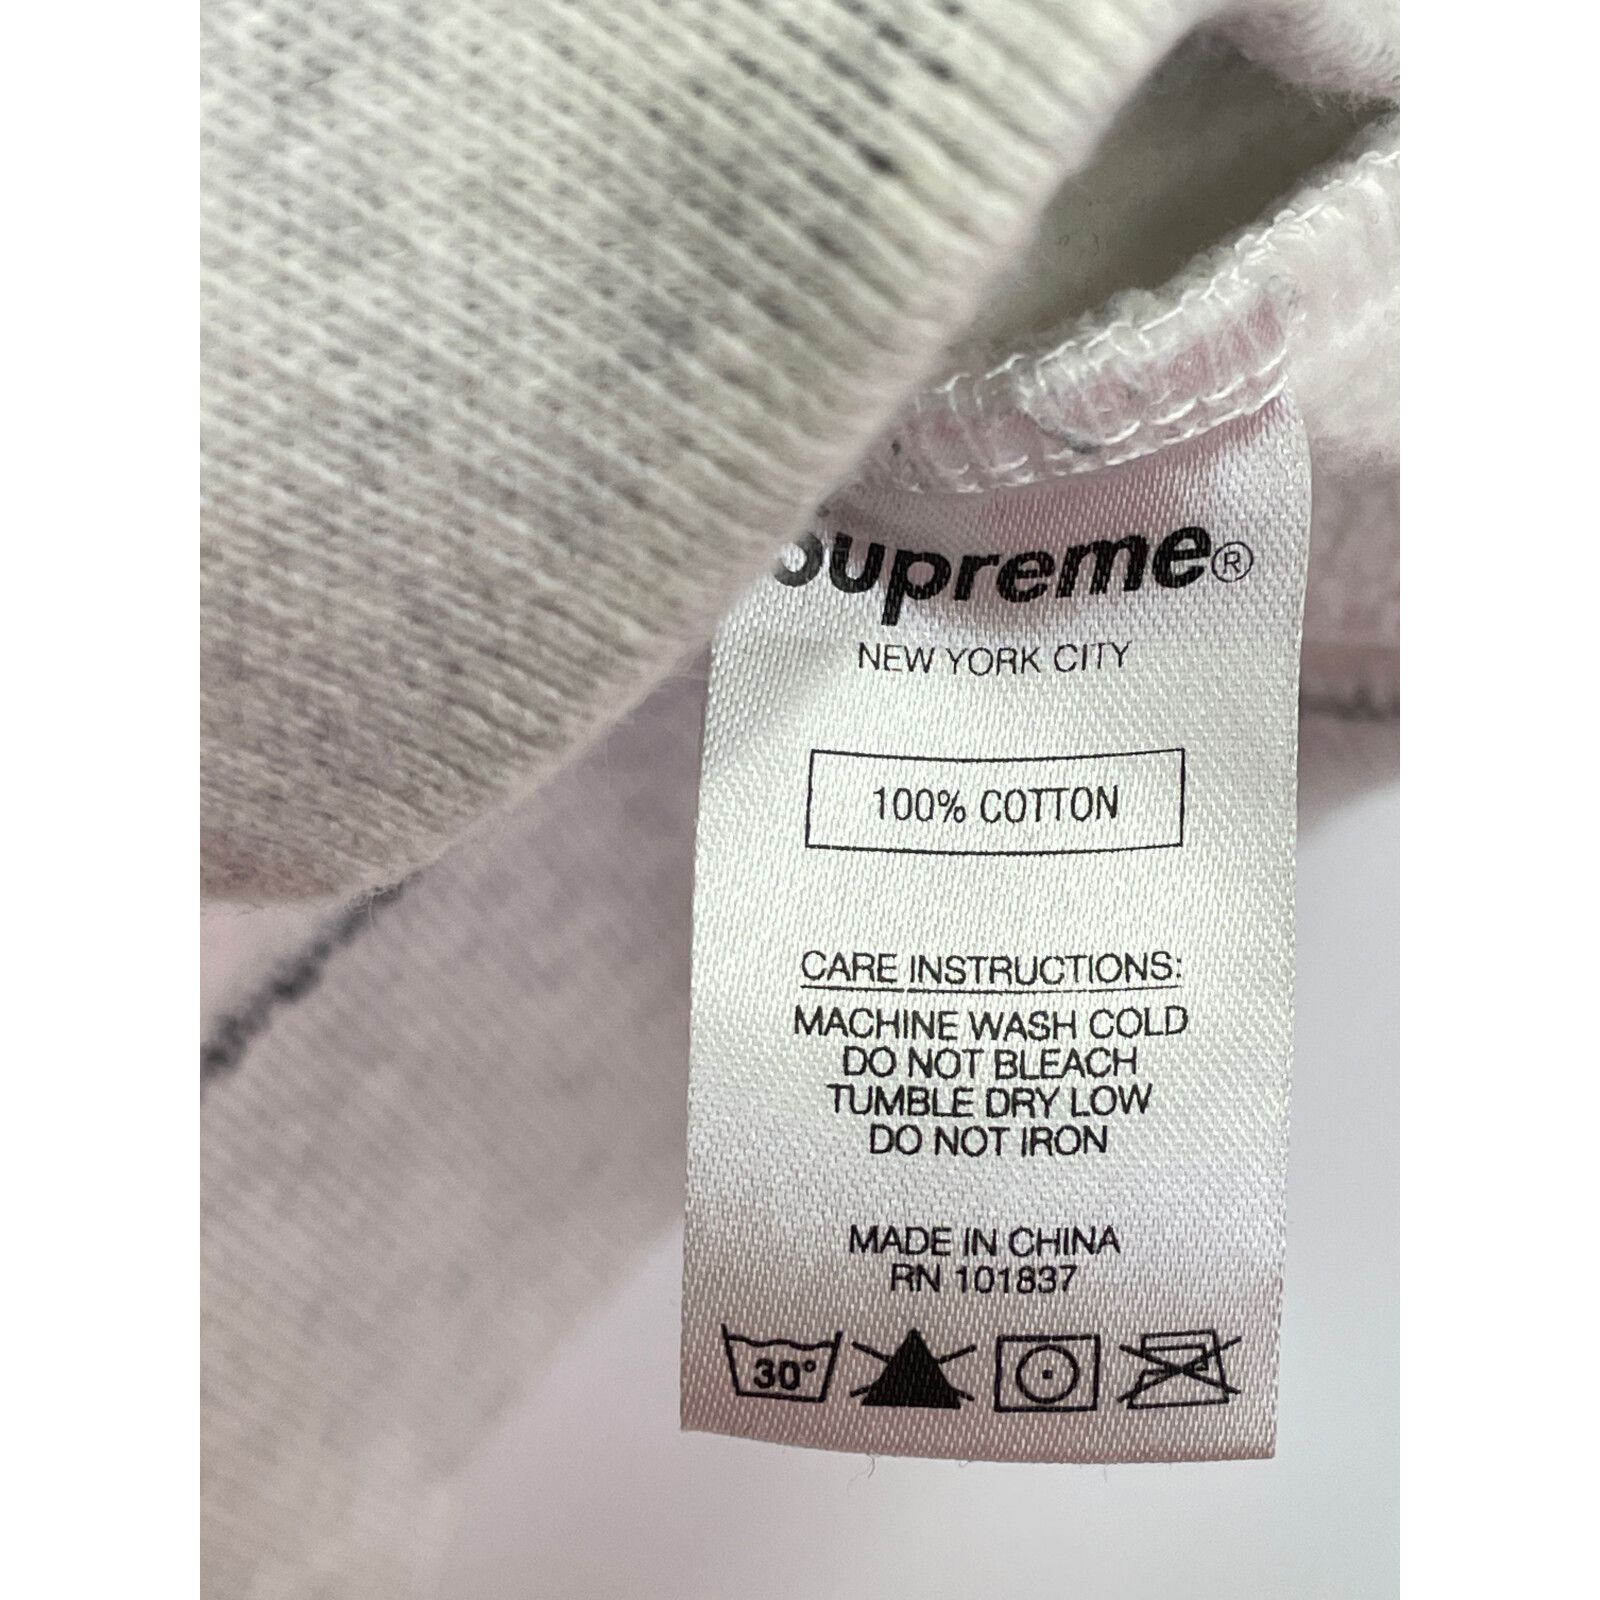 Supreme®
NEW YORK CITY
100% COTTON
CARE INSTRUCTIONS:
MACHINE WASH COLD
DO NOT BLEACH
TUMBLE DRY LOW
DO NOT IRON
MADE IN CHINA
RN 101837
30°